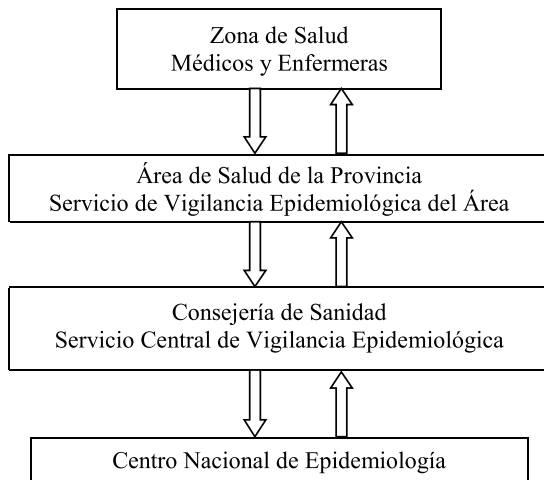 Zona de Salud
Médicos y Enfermeras
Área de Salud de la Provincia
Servicio de Vigilancia Epidemiológica del Área
Consejería de Sanidad
Servicio Central de Vigilancia Epidemiológica
Centro Nacional de Epidemiología